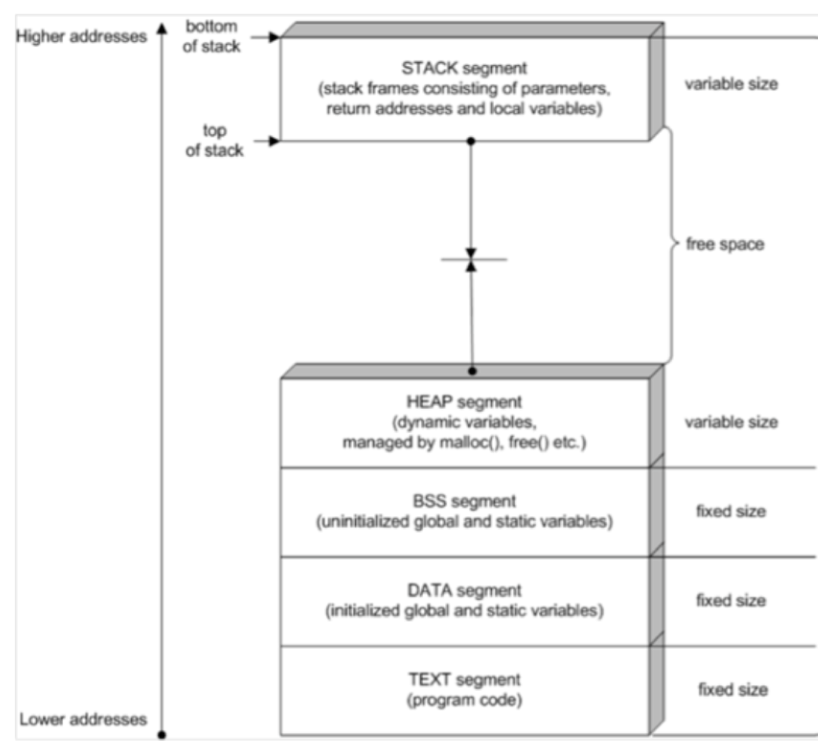 Higher addresses
bottom
of stack
STACK segment
(stack frames consisting of parameters,
return addresses and local variables)
variable size
top
of stack
free space
HEAP segment
(dynamic variables,
managed by malloc(), free() etc.)
variable size
BSS segment
(uninitialized global and static variables)
fixed size
DATA segment
(initialized global and static variables)
fixed size
TEXT segment
(program code)
fixed size
Lower addresses